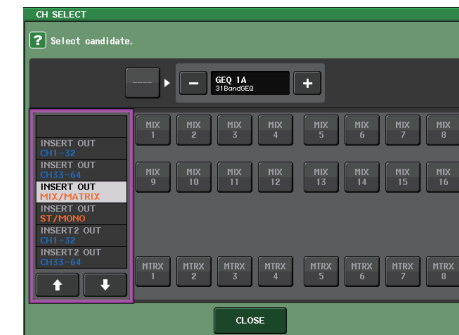 CH SELECT
? Select candidate.
---- GEQ 1A
31BandGEQ
INSERT OUT
CH1-32
INSERT OUT
CH33-64
INSERT OUT
MIX/MATRIX
INSERT OUT
ST/MONO
INSERT2 OUT
CH1-32
INSERT2 OUT
CH33-64
MIX 1 MIX 2 MIX 3 MIX 4 MIX 5 MIX 6 MIX 7 MIX 8
MIX 9 MIX 10 MIX 11 MIX 12 MIX 13 MIX 14 MIX 15 MIX 16
MTRX 1 MTRX 2 MTRX 3 MTRX 4 MTRX 5 MTRX 6 MTRX 7 MTRX 8
CLOSE